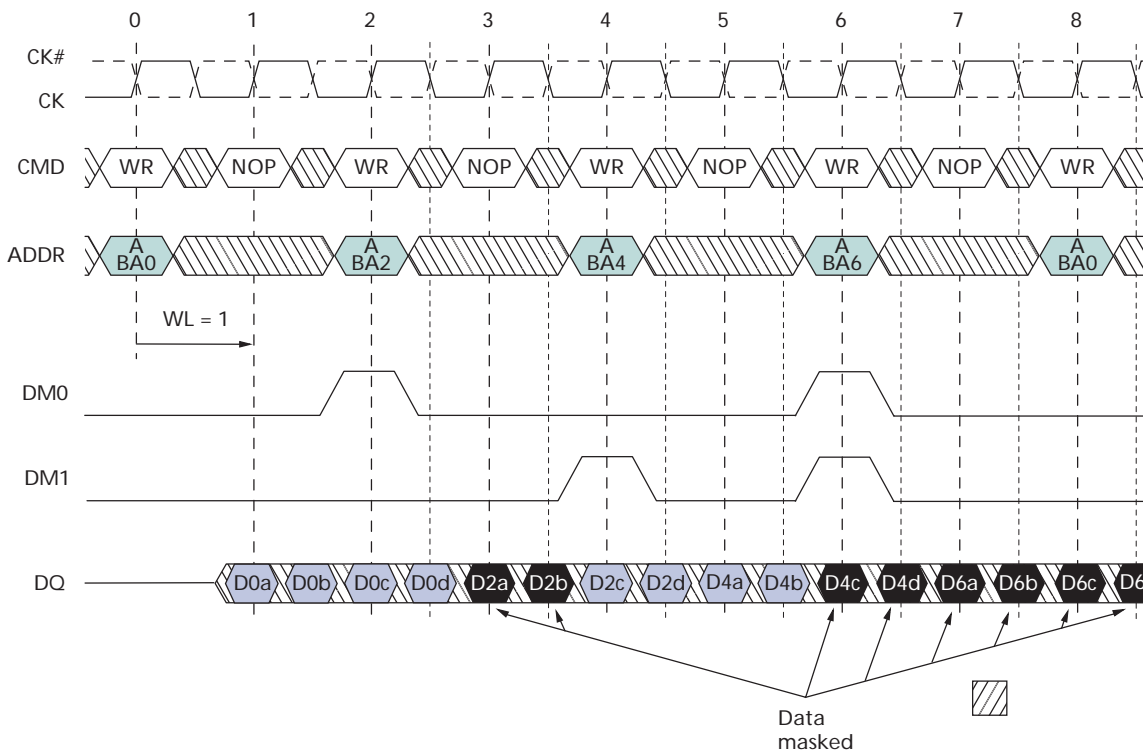 0 1 2 3 4 5 6 7 8
CK#
CK
CMD WR NOP WR NOP WR NOP WR NOP WR
ADDR A BA0 A BA2 A BA4 A BA6 A BA0
WL = 1
DM0
DM1
DQ D0a D0b D0c D0d D2a D2b D2c D2d D4a D4b D4c D4d D6a D6b D6c D6
Data
masked